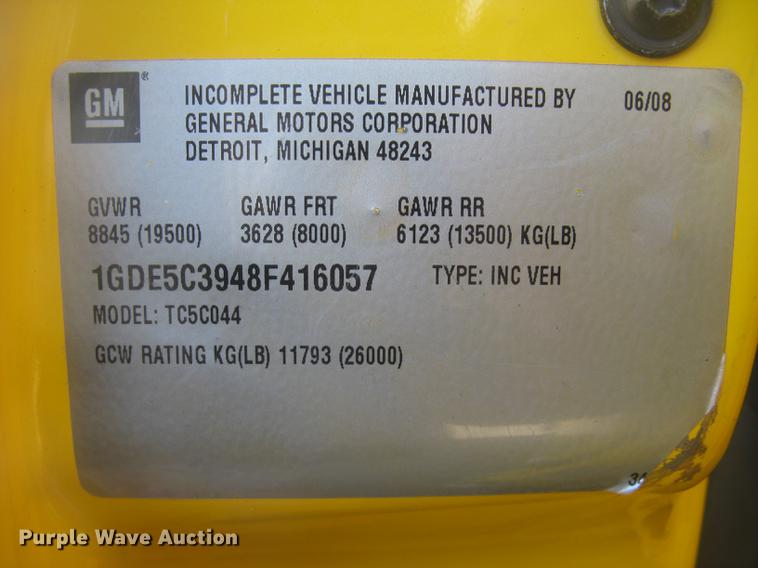 GM ®
INCOMPLETE VEHICLE MANUFACTURED BY 06/08
GENERAL MOTORS CORPORATION
DETROIT, MICHIGAN 48243
GVWR GAWR FRT GAWR RR
8845 (19500) 3628 (8000) 6123 (13500) KG(LB)
1GDE5C3948F416057 TYPE: INC VEH
MODEL: TC5C044
GCW RATING KG(LB) 11793 (26000)
Purple Wave Auction